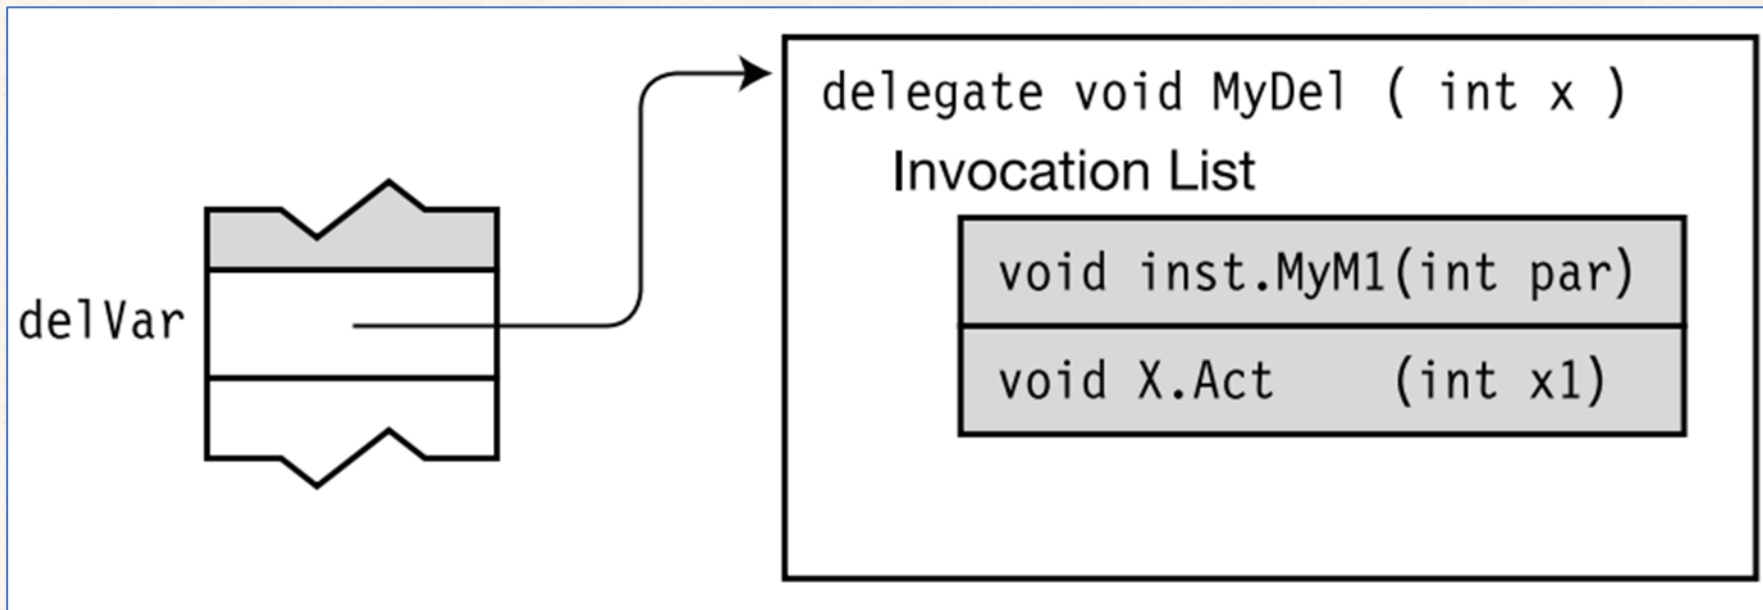 delegate void MyDel ( int x )
Invocation List
void inst.MyM1(int par)
delVar
void X.Act (int x1)